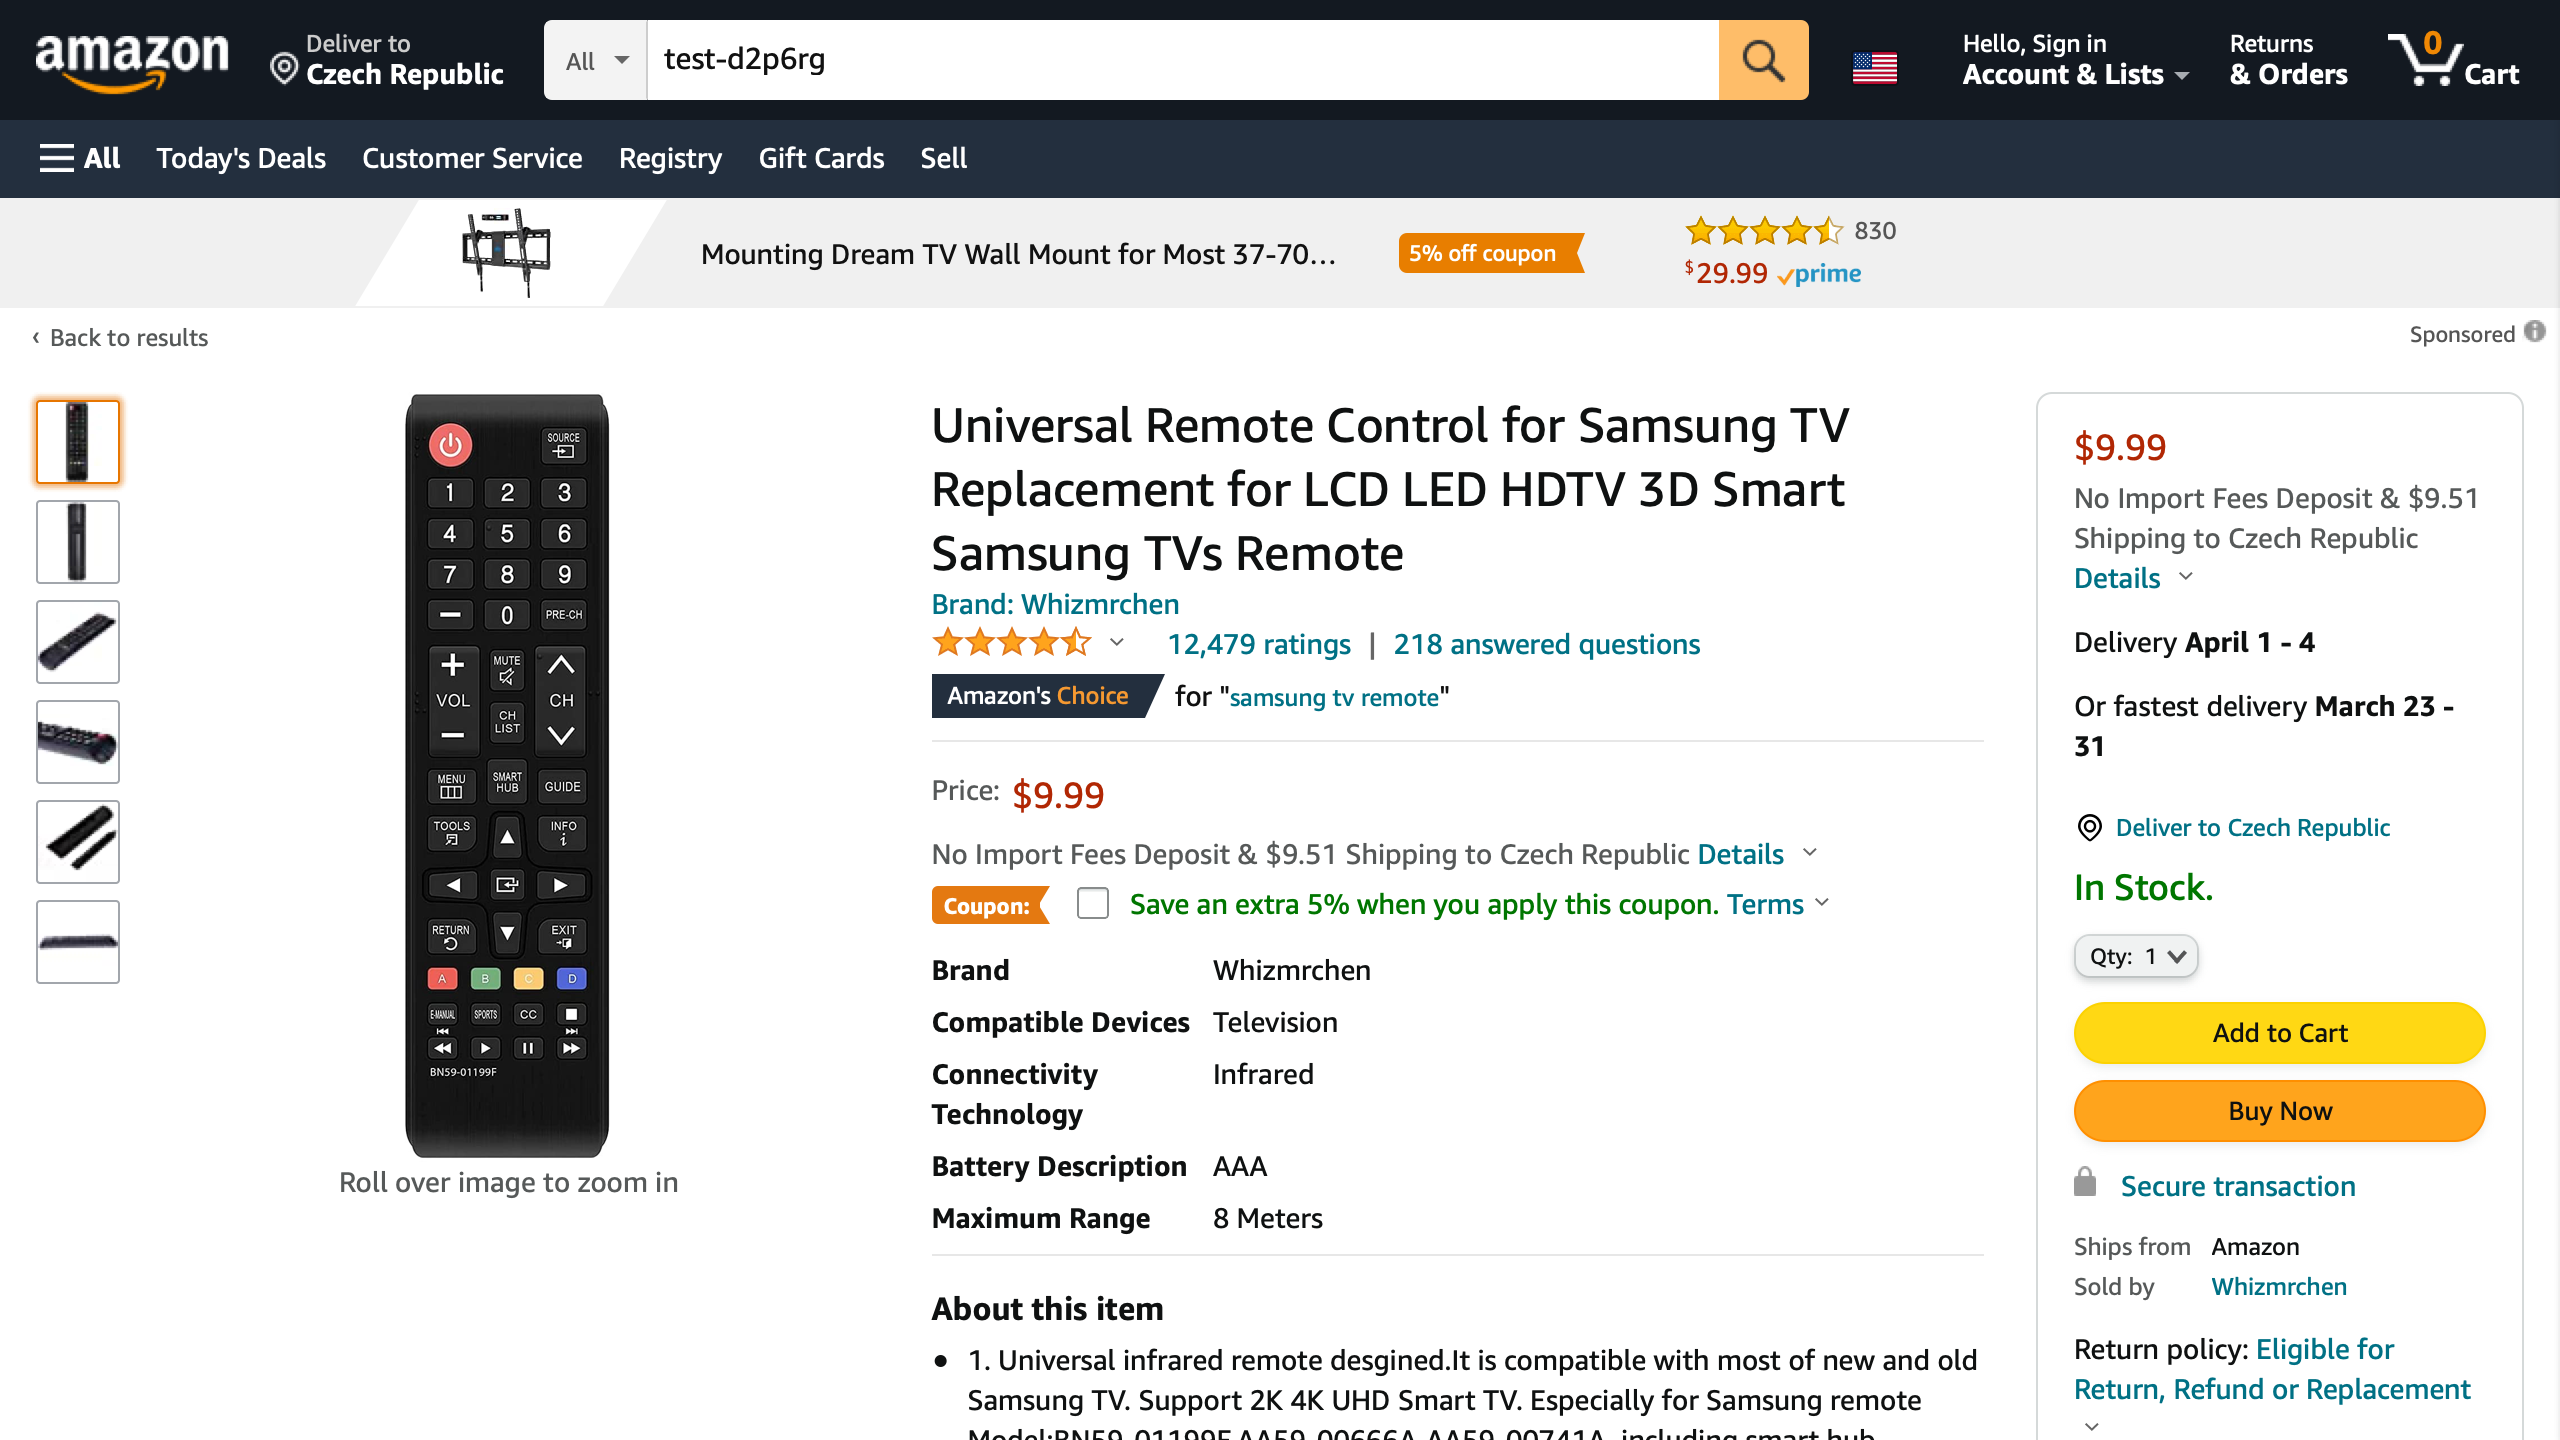 amazon
Deliver to
Czech Republic
All
test-d2p6rg
Hello, Sign in
Account & Lists
Returns
& Orders
0
Cart
All
Today's Deals
Customer Service
Registry
Gift Cards
Sell
Mounting Dream TV Wall Mount for Most 37-70...
5% off coupon
830
$29.99 prime
‹ Back to results
Sponsored
SOURCE
1 2 3
4 5 6
7 8 9
0 PRE-CH
MUTE
VOL
CH
CH LIST
MENU
SMART HUB
GUIDE
TOOLS
INFO
i
RETURN
EXIT
A B C D
E-MANUAL SPORTS CC
BN59-01199F
Roll over image to zoom in
Universal Remote Control for Samsung TV
Replacement for LCD LED HDTV 3D Smart
Samsung TVs Remote
Brand: Whizmrchen
12,479 ratings | 218 answered questions
Amazon's Choice for "samsung tv remote"
Price: $9.99
No Import Fees Deposit & $9.51 Shipping to Czech Republic Details
Coupon: Save an extra 5% when you apply this coupon. Terms
Brand Whizmrchen
Compatible Devices Television
Connectivity Infrared
Technology
Battery Description AAA
Maximum Range 8 Meters
About this item
● 1. Universal infrared remote desgined.It is compatible with most of new and old
Samsung TV. Support 2K 4K UHD Smart TV. Especially for Samsung remote
Model:BN59-01199F,AA59-00666A,AA59-00741A, including smart hub,
$9.99
No Import Fees Deposit & $9.51
Shipping to Czech Republic
Details
Delivery April 1 - 4
Or fastest delivery March 23 -
31
Deliver to Czech Republic
In Stock.
Qty: 1
Add to Cart
Buy Now
Secure transaction
Ships from Amazon
Sold by Whizmrchen
Return policy: Eligible for
Return, Refund or Replacement